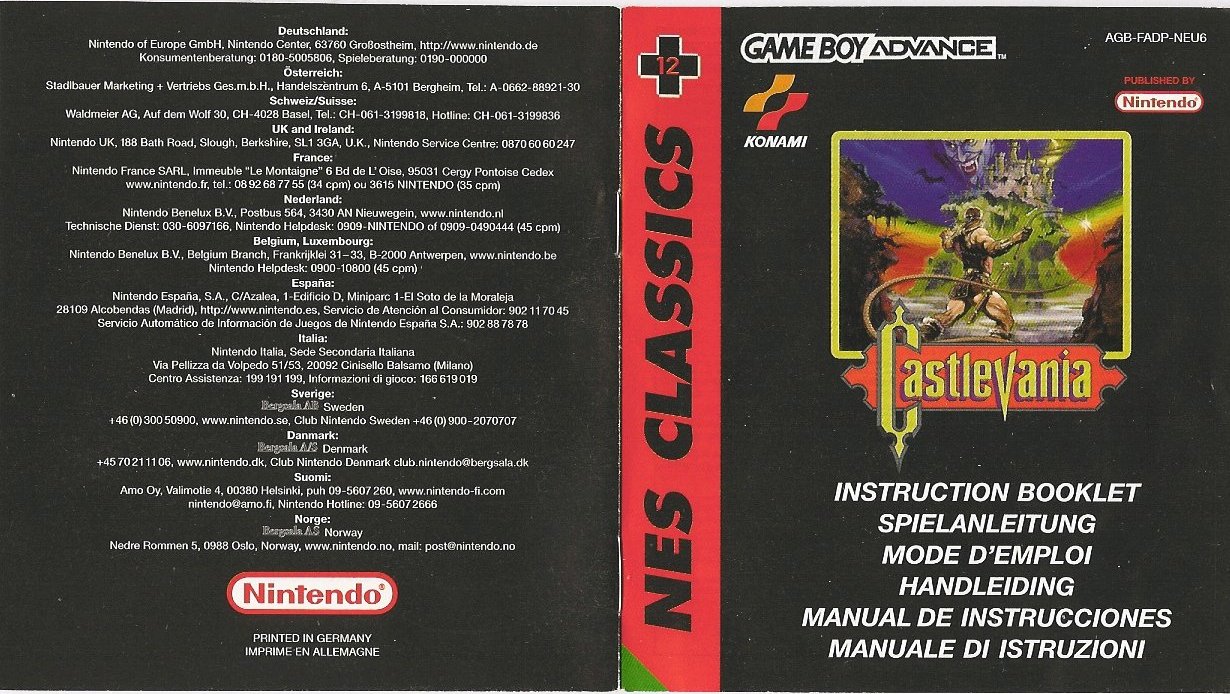 Deutschland:
Nintendo of Europe GmbH, Nintendo Center, 63760 Großostheim, http://www.nintendo.de
Konsumentenberatung: 0180-5005806, Spieleberatung: 0190-000000
Österreich:
Stadlbauer Marketing + Vertriebs Ges.m.b.H., Handelszentrum 6, A-5101 Bergheim, Tel.: A-0662-88921-30
Schweiz/Suisse:
Waldmeier AG, Auf dem Wolf 30, CH-4028 Basel, Tel.: CH-061-3199818, Hotline: CH-061-3199836
UK and Ireland:
Nintendo UK, 188 Bath Road, Slough, Berkshire, SL1 3GA, U.K., Nintendo Service Centre: 0870 60 60 247
France:
Nintendo France SARL, Immeuble "Le Montaigne" 6 Bd de L' Oise, 95031 Cergy Pontoise Cedex
www.nintendo.fr, tel.: 08 92 68 77 55 (34 cpm) ou 3615 NINTENDO (35 cpm)
Nederland:
Nintendo Benelux B.V., Postbus 564, 3430 AN Nieuwegein, www.nintendo.nl
Technische Dienst: 030-6097166, Nintendo Helpdesk: 0909-NINTENDO of 0909-0490444 (45 cpm)
Belgium, Luxembourg:
Nintendo Benelux B.V., Belgium Branch, Frankrijklei 31–33, B-2000 Antwerpen, www.nintendo.be
Nintendo Helpdesk: 0900-10800 (45 cpm)
España:
Nintendo España, S.A., C/Azalea, 1-Edificio D, Miniparc 1-El Soto de la Moraleja
28109 Alcobendas (Madrid), http://www.nintendo.es, Servicio de Atención al Consumidor: 902 11 70 45
Servicio Automático de Información de Juegos de Nintendo España S.A.: 902 88 78 78
Italia:
Nintendo Italia, Sede Secondaria Italiana
Via Pellizza da Volpedo 51/53, 20092 Cinisello Balsamo (Milano)
Centro Assistenza: 199 191 199, Informazioni di gioco: 166 619 019
Sverige:
Bergsala AB Sweden
+46 (0) 300 50900, www.nintendo.se, Club Nintendo Sweden +46 (0) 900-2070707
Danmark:
Bergsala A/S Denmark
+45 70 21 11 06, www.nintendo.dk, Club Nintendo Denmark club.nintendo@bergsala.dk
Suomi:
Amo Oy, Valimotie 4, 00380 Helsinki, puh 09-5607 260, www.nintendo-fi.com
nintendo@amo.fi, Nintendo Hotline: 09-560 7 2666
Norge:
Bergsala AS Norway
Nedre Rommen 5, 0988 Oslo, Norway, www.nintendo.no, mail: post@nintendo.no
Nintendo®
PRINTED IN GERMANY
IMPRIMÉ EN ALLEMAGNE
12
NES CLASSICS
GAME BOY ADVANCE™
AGB-FADP-NEU6
KONAMI
PUBLISHED BY
Nintendo®
Castlevania
INSTRUCTION BOOKLET
SPIELANLEITUNG
MODE D'EMPLOI
HANDLEIDING
MANUAL DE INSTRUCCIONES
MANUALE DI ISTRUZIONI